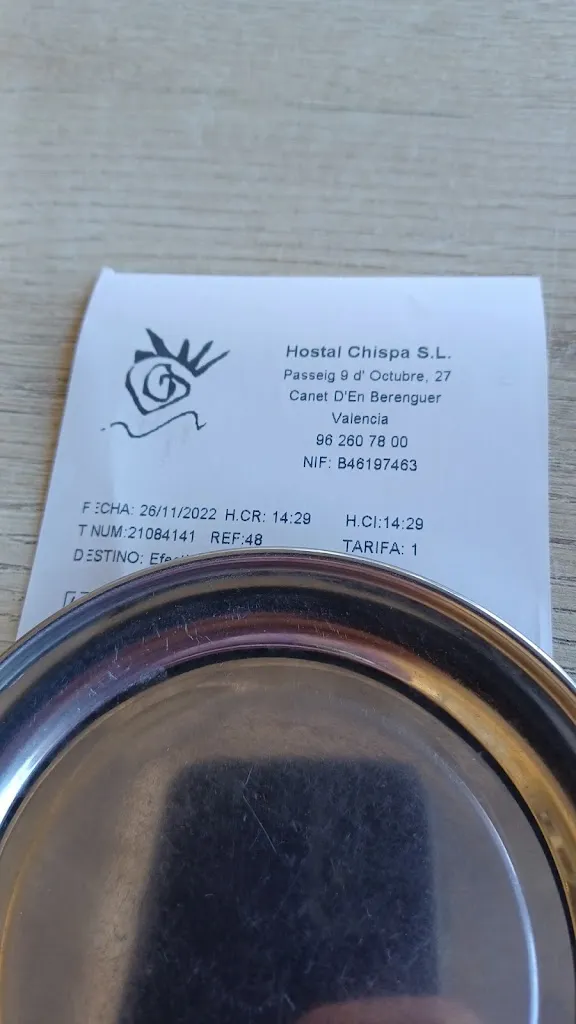 Hostal Chispa S.L.
Passeig 9 d' Octubre, 27
Canet D'En Berenguer
Valencia
96 260 78 00
NIF: B46197463
FECHA: 26/11/2022 H.CR: 14:29 H.CI:14:29
T NUM:21084141 REF:48 TARIFA: 1
DESTINO: